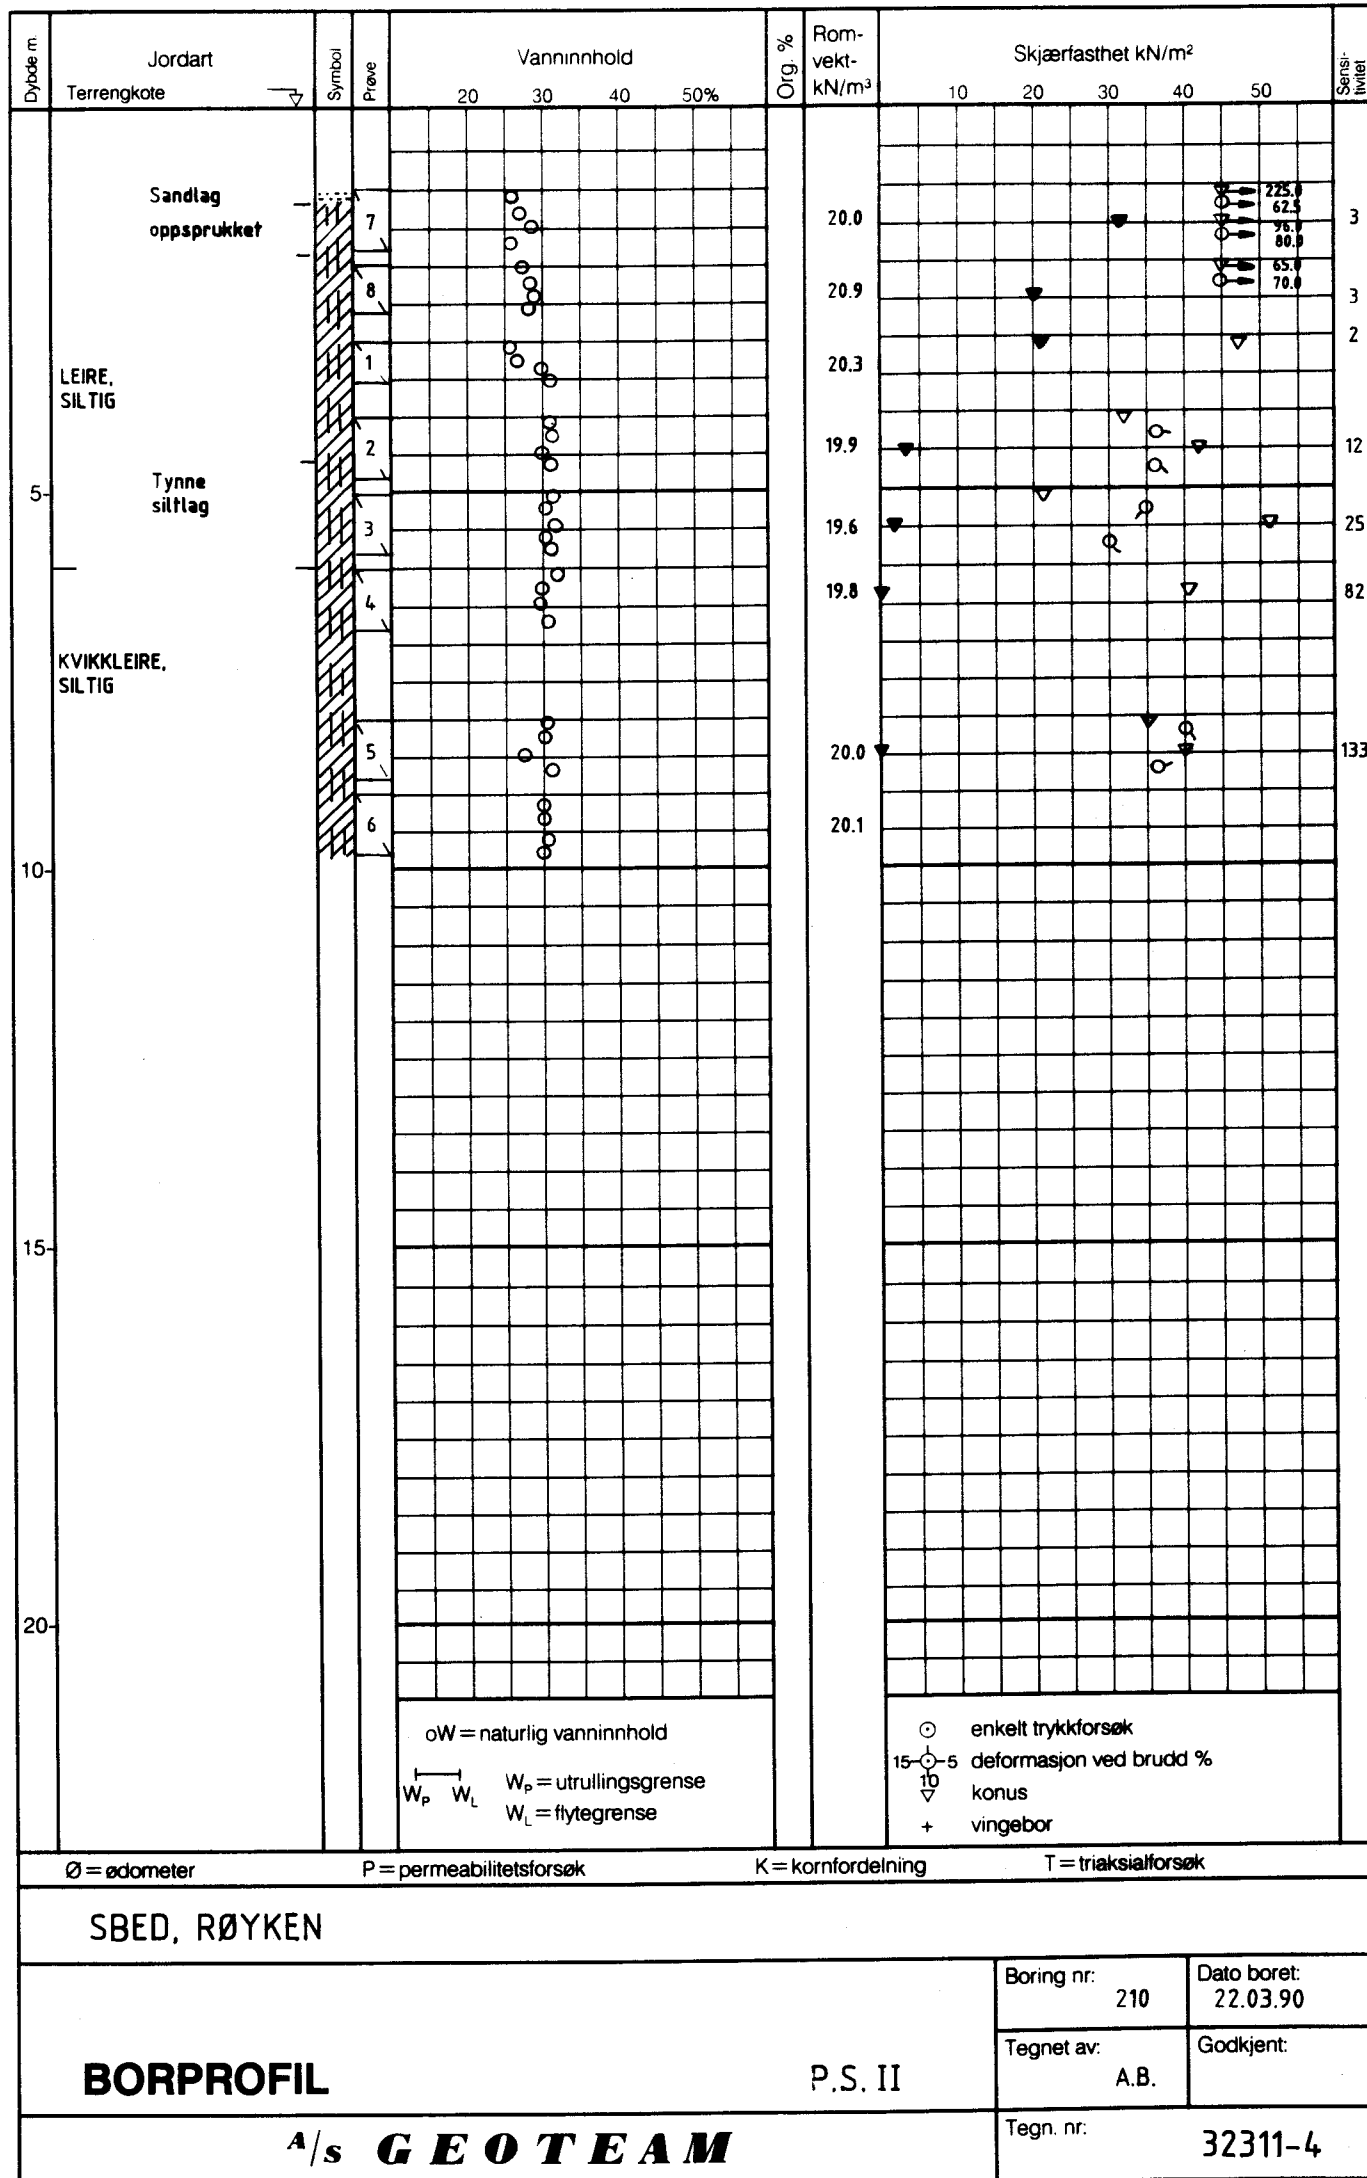 Dybde m.
Jordart
Terrengkote
Symbol
Prøve
Vanninnhold
20 30 40 50%
Org. %
Rom-
vekt-
kN/m³
Skjærfasthet kN/m²
10 20 30 40 50
Sensi-
tivitet
Sandlag
oppsprukket
7
20.0
225.0
62.5
96.0
80.0
3
8
20.9
65.0
70.0
3
1
20.3
2
LEIRE,
SILTIG
2
19.9
12
Tynne
siltlag
5
3
19.6
25
4
19.8
82
KVIKKLEIRE,
SILTIG
5
20.0
133
6
20.1
10
15
20
oW = naturlig vanninnhold
W_P W_L
W_P = utrullingsgrense
W_L = flytegrense
enkelt trykkforsøk
15 5 deformasjon ved brudd %
10
konus
+ vingebor
Ø = ødometer P = permeabilitetsforsøk K = kornfordelning T = triaksialforsøk
SBED, RØYKEN
Boring nr:
210
Dato boret:
22.03.90
BORPROFIL
P.S. II
Tegnet av:
A.B.
Godkjent:
A/s GEOTEAM
Tegn. nr:
32311-4